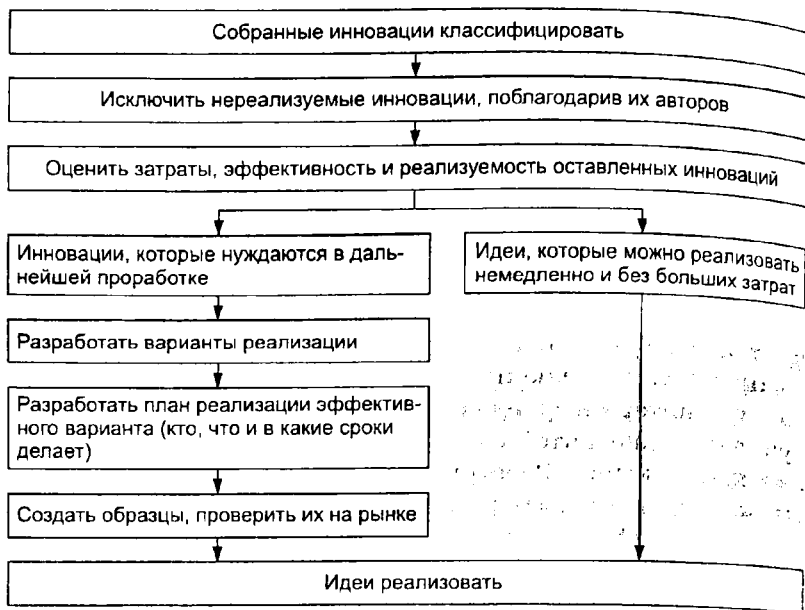 Собранные инновации классифицировать
Исключить нереализуемые инновации, поблагодарив их авторов
Оценить затраты, эффективность и реализуемость оставленных инноваций
Инновации, которые нуждаются в даль-
нейшей проработке
Идеи, которые можно реализовать
немедленно и без больших затрат
Разработать варианты реализации
Разработать план реализации эффектив-
ного варианта (кто, что и в какие сроки
делает)
Создать образцы, проверить их на рынке
Идеи реализовать